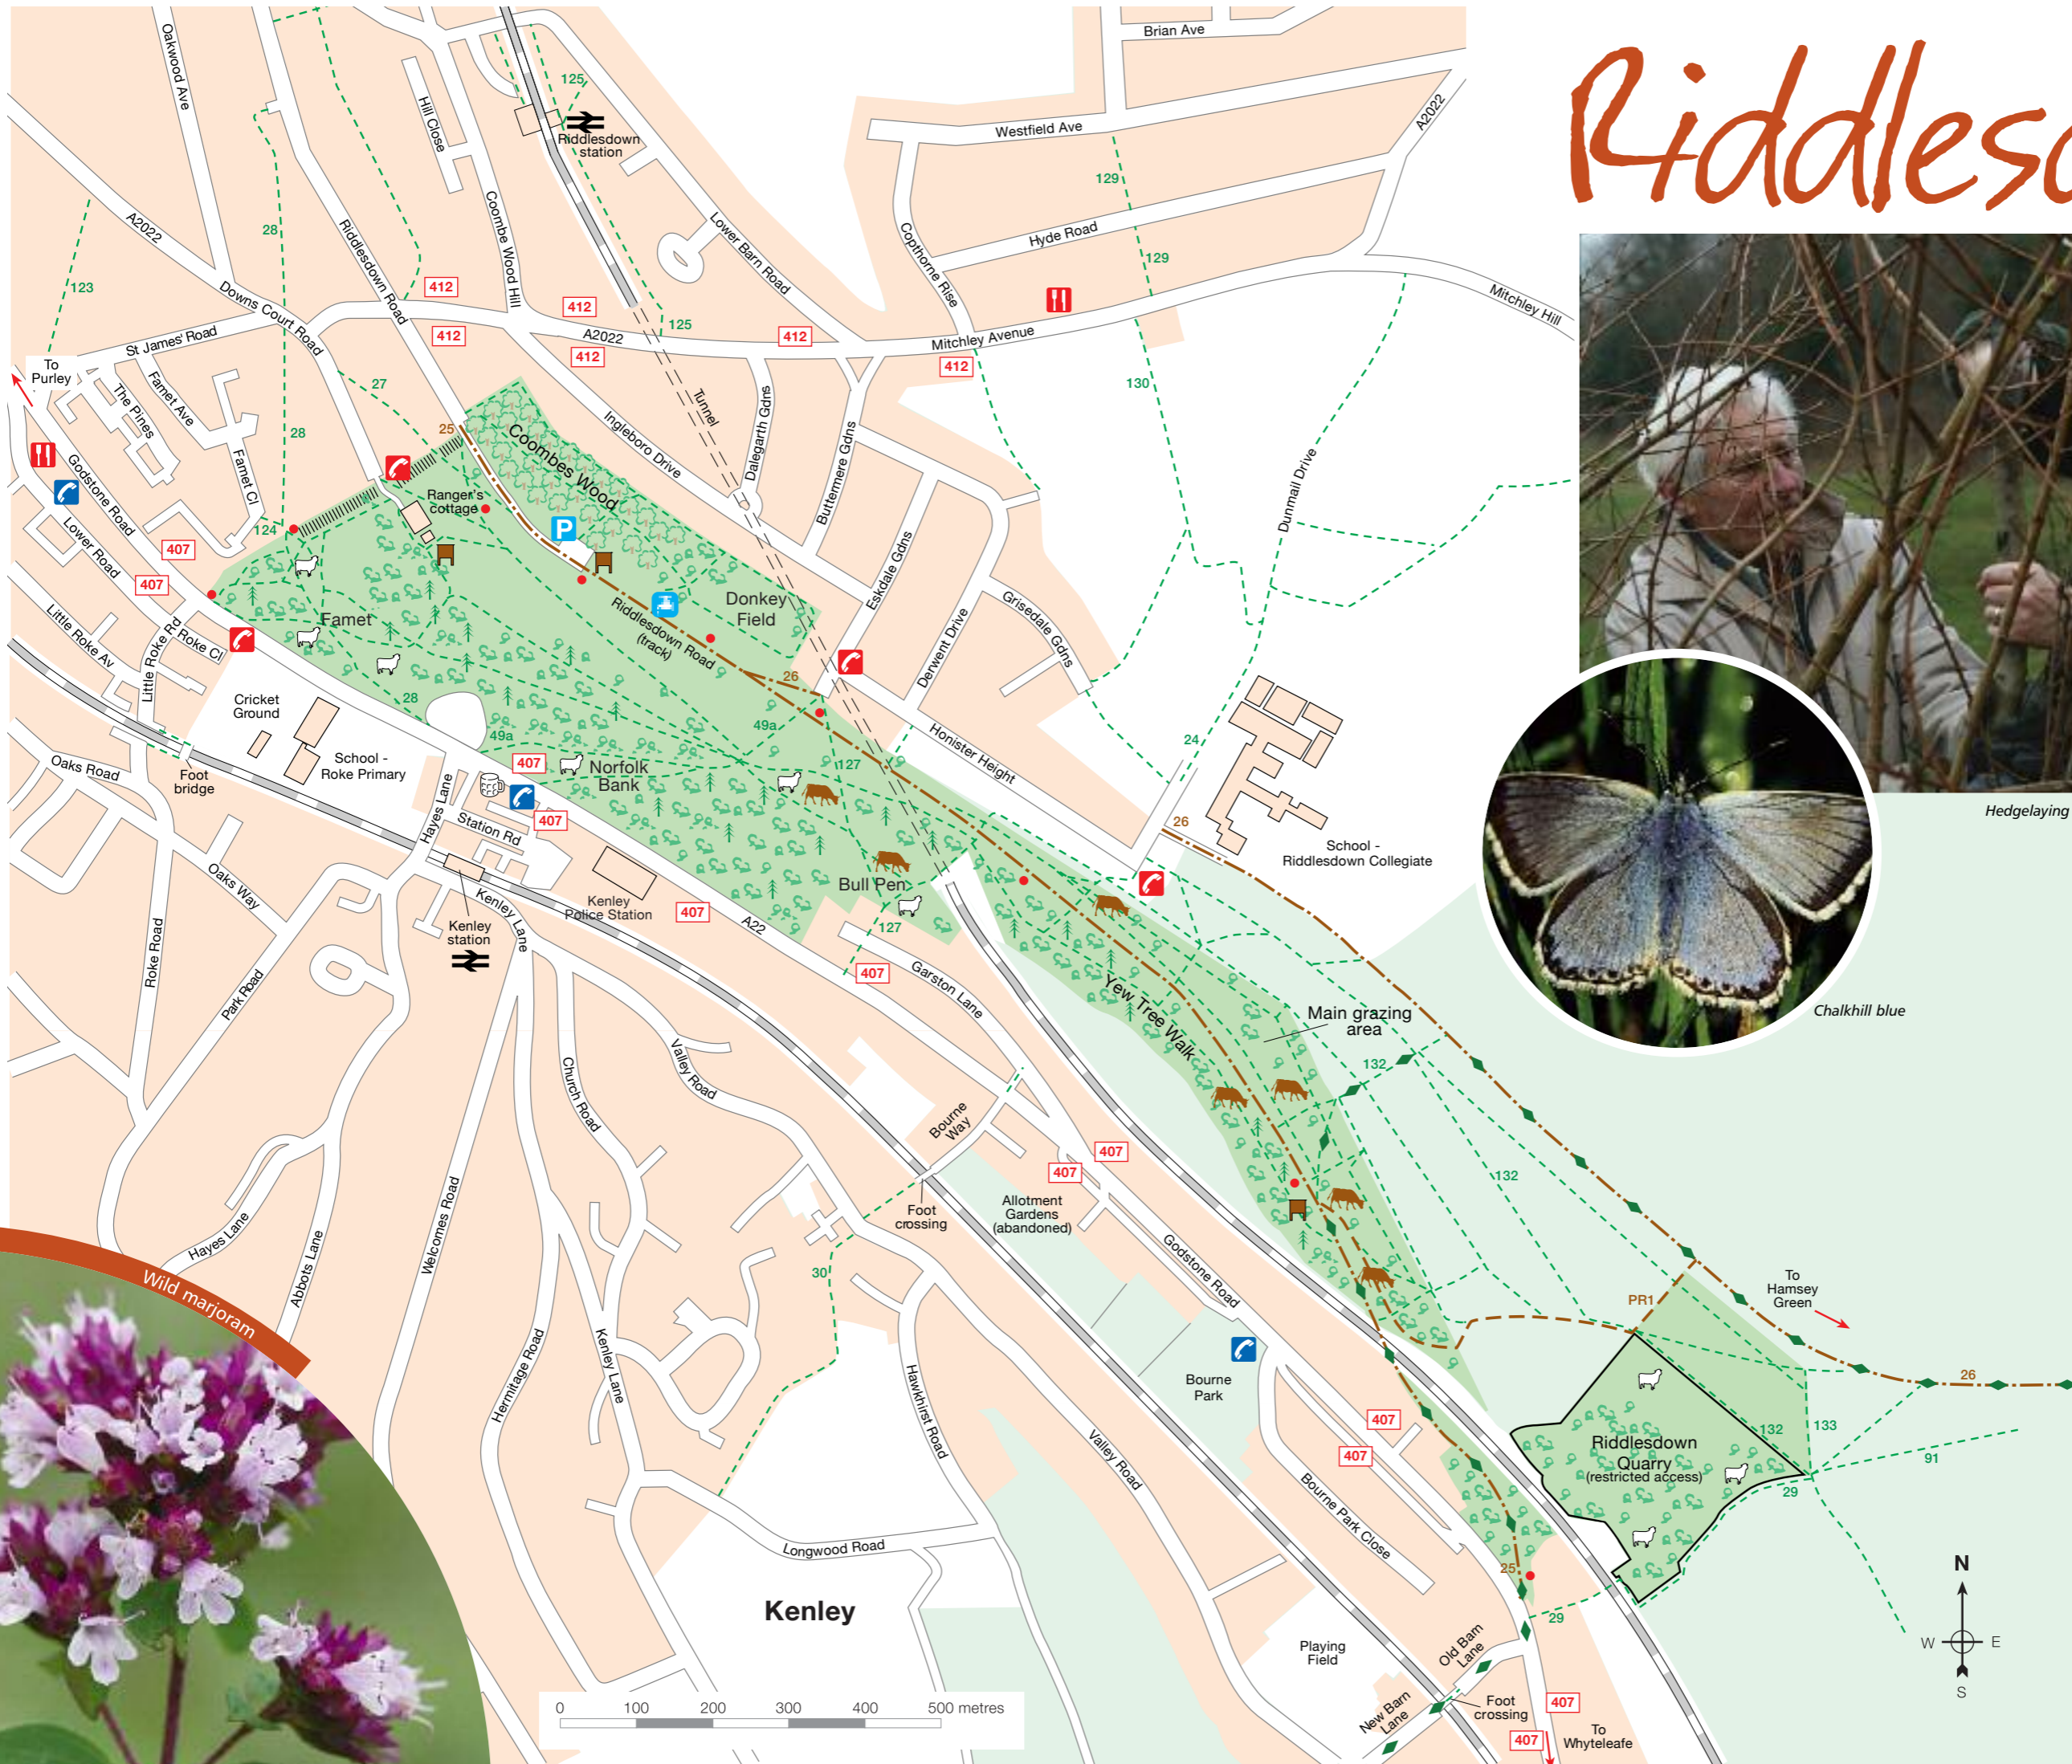 Brian Ave
Oakwood Ave
125
Hill Close
Riddlesdown
station
Westfield Ave
A2022
129
Coombe Wood Hill
A2022
28
Riddlesdown Road
Lower Barn Road
Copthorne Rise
Hyde Road
129
123
412
412
412
412
412
412
Downs Court Road
St James' Road
A2022
125
Mitchley Avenue
Mitchley Hill
To
Purley
The Pines
Famet Ave
27
130
Tunnel
Dalegarth Gdns
Ingleboro Drive
25
28
Coombes Wood
Buttermere Gdns
Godstone Road
Famet Cl
Ranger's
cottage
Dunmail Drive
124
P
Lower Road
407
407
Eskdale Gdns
Donkey
Field
Famet
Little Roke Av
Little Roke Rd
Roke Cl
Riddlesdown Road
(track)
Derwent Drive
Grisedale Gdns
26
28
Cricket
Ground
49a
49a
24
School -
Roke Primary
Honister Height
Foot
bridge
Oaks Road
407
Norfolk
Bank
127
Hayes Lane
Station Rd
407
26
School -
Riddlesdown Collegiate
Oaks Way
Bull Pen
Kenley
Police Station
Kenley Lane
Kenley
station
407
A22
127
Roke Road
Park Road
407
Garston Lane
Yew Tree Walk
Main grazing
area
132
Church Road
Valley Road
Bourne
Way
407
407
132
Foot
crossing
Allotment
Gardens
(abandoned)
Welcomes Road
Hayes Lane
Abbots Lane
30
Godstone Road
PR1
To
Hamsey
Green
Hermitage Road
Kenley Lane
Hawkhirst Road
Bourne
Park
26
407
407
Valley Road
Riddlesdown
Quarry
(restricted access)
132
133
91
29
Bourne Park Close
Longwood Road
25
29
Kenley
Playing
Field
Old Barn
Lane
New Barn
Lane
Foot
crossing
407
407
To
Whyteleafe
0 100 200 300 400 500 metres
N
W E
S
Riddlesd
Hedgelaying
Chalkhill blue
Wild marjoram